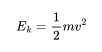 E_k = \frac{1}{2}mv^2